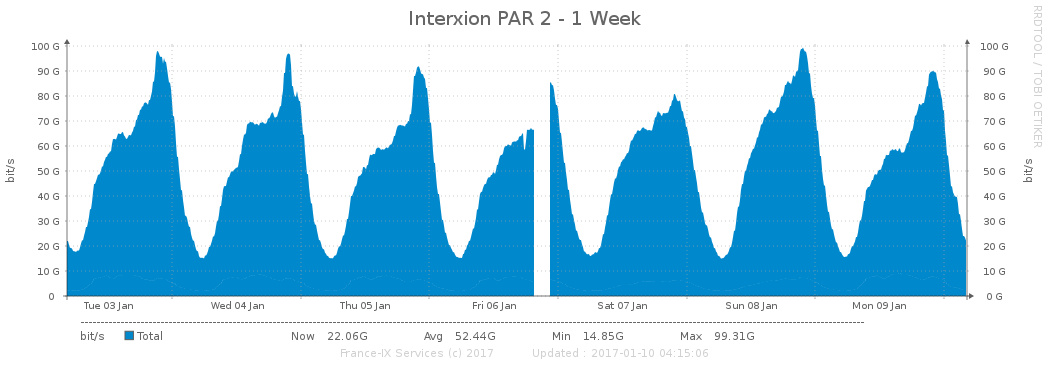 Interxion PAR 2 - 1 Week
RRDTOOL / TOBI OETIKER
100 G 100 G
90 G 90 G
80 G 80 G
70 G 70 G
60 G 60 G
50 G 50 G
40 G 40 G
30 G 30 G
20 G 20 G
10 G 10 G
0 0 G
bit/s bit/s
Tue 03 Jan Wed 04 Jan Thu 05 Jan Fri 06 Jan Sat 07 Jan Sun 08 Jan Mon 09 Jan
bit/s Total Now 22.06G Avg 52.44G Min 14.85G Max 99.31G
France-IX Services (c) 2017 Updated : 2017-01-10 04:15:06